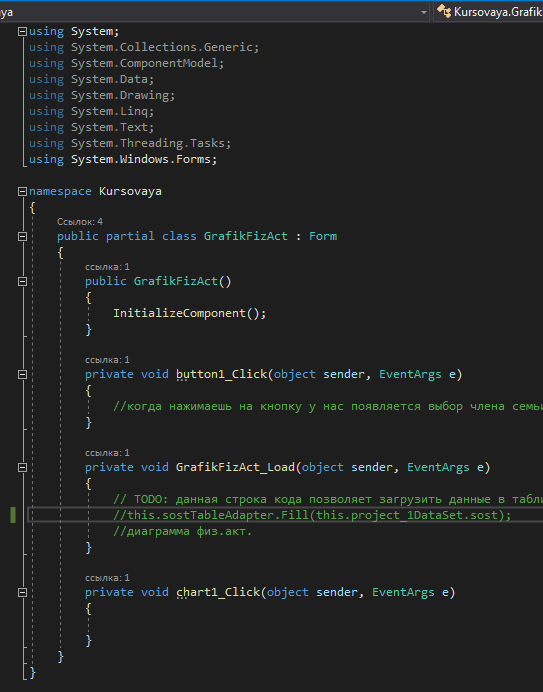 ya
Kursovaya.Grafik
using System;
using System.Collections.Generic;
using System.ComponentModel;
using System.Data;
using System.Drawing;
using System.Linq;
using System.Text;
using System.Threading.Tasks;
using System.Windows.Forms;
namespace Kursovaya
{
Ссылок: 4
public partial class GrafikFizAct : Form
{
ссылка: 1
public GrafikFizAct()
{
InitializeComponent();
}
ссылка: 1
private void button1_Click(object sender, EventArgs e)
{
//когда нажимаешь на кнопку у нас появляется выбор члена семьи
}
ссылка: 1
private void GrafikFizAct_Load(object sender, EventArgs e)
{
// TODO: данная строка кода позволяет загрузить данные в табли
//this.sostTableAdapter.Fill(this.project_1DataSet.sost);
//диаграмма физ.акт.
}
ссылка: 1
private void chart1_Click(object sender, EventArgs e)
{
}
}
}